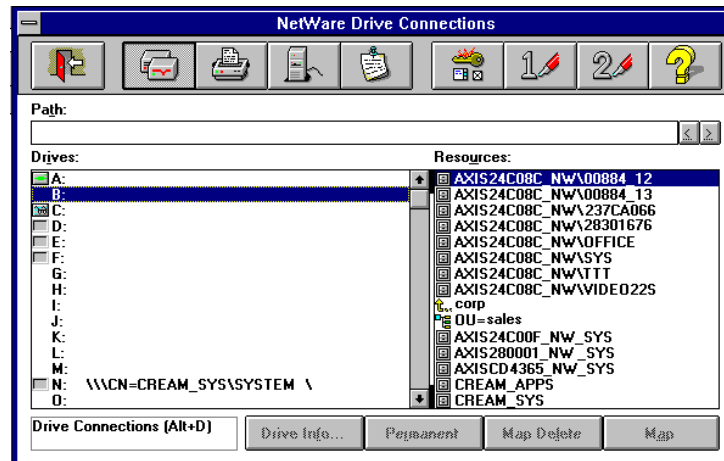 NetWare Drive Connections
1 2 ?
Path:
< >
Drives:
A:
B:
C:
D:
E:
F:
G:
H:
I:
J:
K:
L:
M:
N: \\\CN=CREAM_SYS\SYSTEM \
O:
Resources:
AXIS24C08C_NW\00884_12
AXIS24C08C_NW\00884_13
AXIS24C08C_NW\237CA066
AXIS24C08C_NW\28301676
AXIS24C08C_NW\OFFICE
AXIS24C08C_NW\SYS
AXIS24C08C_NW\TTT
AXIS24C08C_NW\VIDEO22S
corp
OU=sales
AXIS24C00F_NW_SYS
AXIS280001_NW_SYS
AXISCD4365_NW_SYS
CREAM_APPS
CREAM_SYS
Drive Connections (Alt+D)
Drive Info... Permanent Map Delete Map